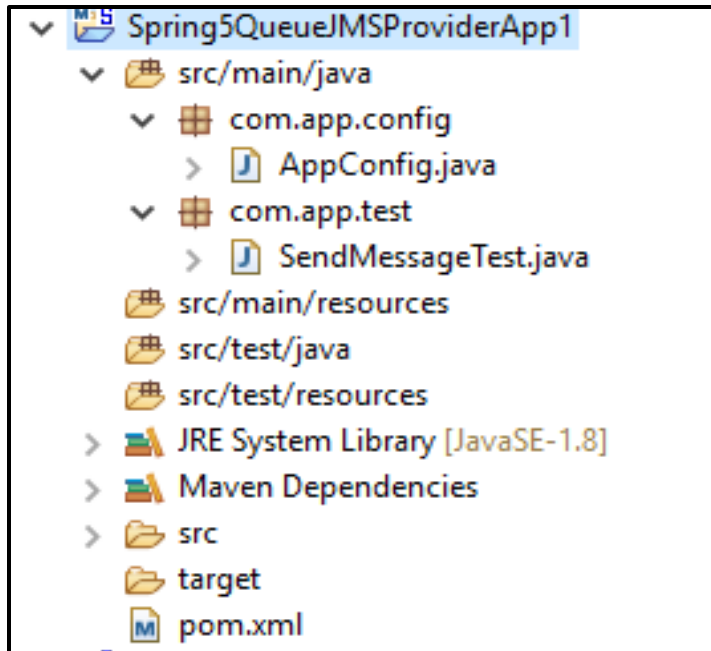 Spring5QueueJMSProviderApp1
src/main/java
com.app.config
AppConfig.java
com.app.test
SendMessageTest.java
src/main/resources
src/test/java
src/test/resources
JRE System Library [JavaSE-1.8]
Maven Dependencies
src
target
pom.xml